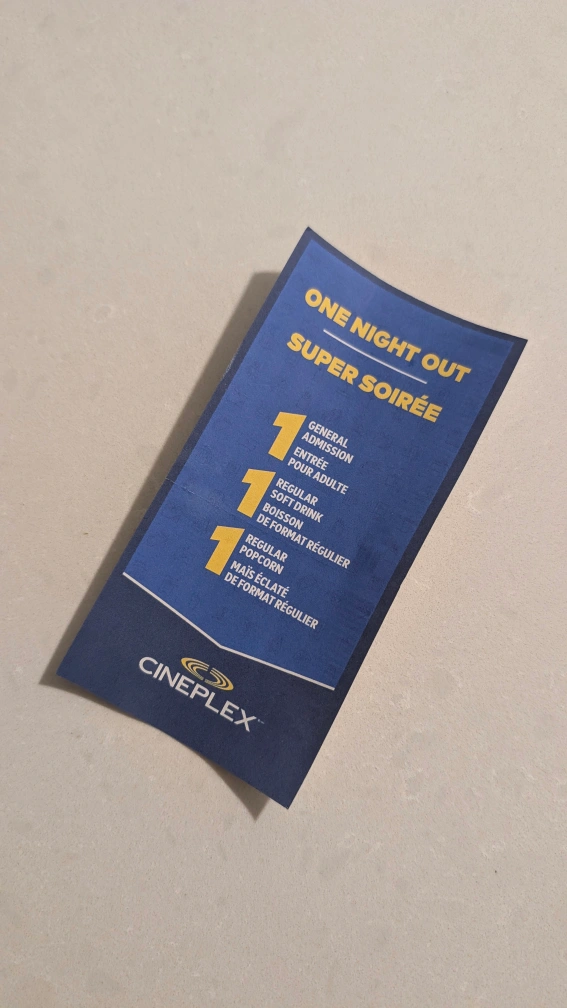 ONE NIGHT OUT
SUPER SOIRÉE
1
GENERAL
ADMISSION
ENTRÉE
POUR ADULTE
1
REGULAR
SOFT DRINK
BOISSON
DE FORMAT RÉGULIER
1
REGULAR
POPCORN
MAÏS ÉCLATÉ
DE FORMAT RÉGULIER
CINEPLEX